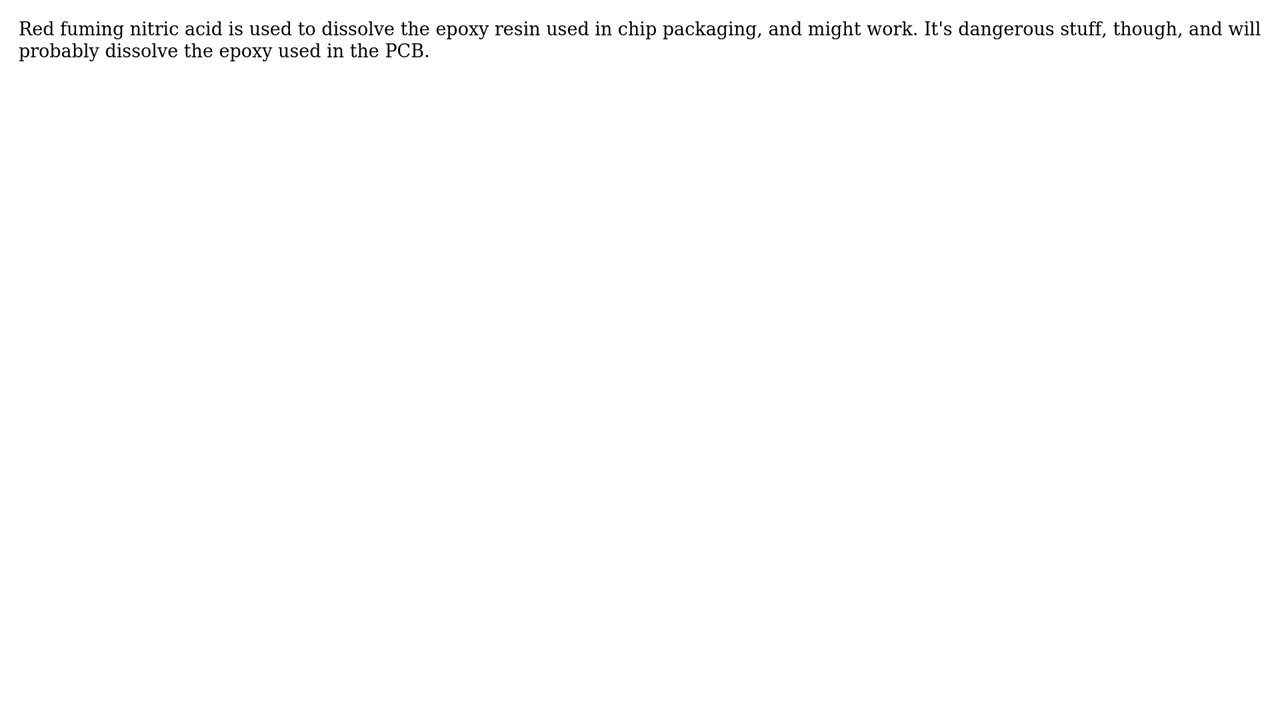 Red fuming nitric acid is used to dissolve the epoxy resin used in chip packaging, and might work. It's dangerous stuff, though, and will
probably dissolve the epoxy used in the PCB.